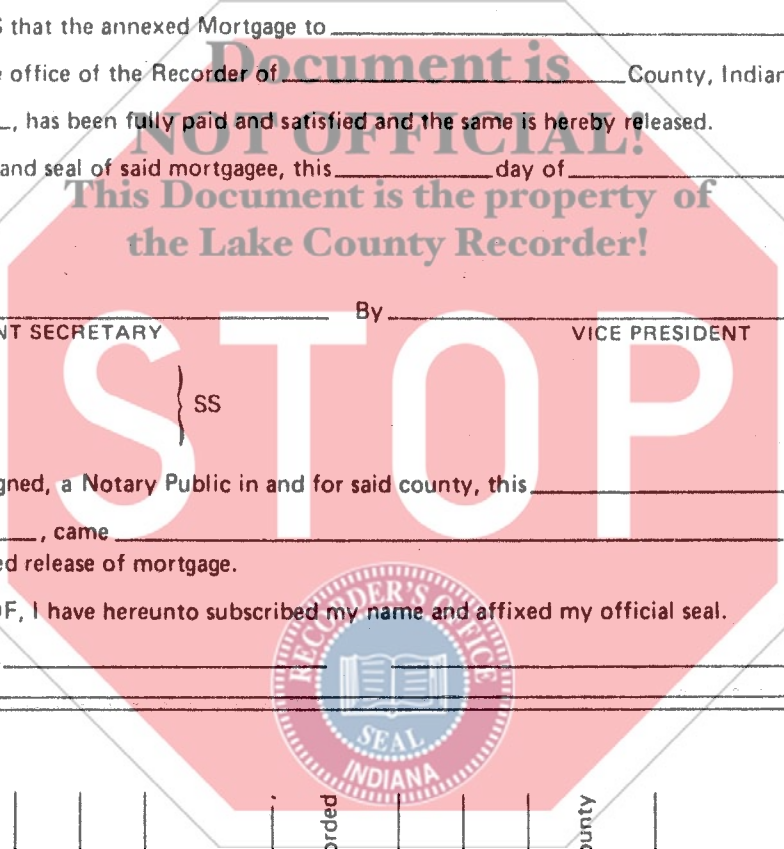 S that the annexed Mortgage to
Document is
e office of the Recorder of County, Indian
NOT OFFICIAL!
, has been fully paid and satisfied and the same is hereby released.
and seal of said mortgagee, this day of
This Document is the property of
the Lake County Recorder!
By
NT SECRETARY VICE PRESIDENT
STOP
SS
gned, a Notary Public in and for said county, this
, came
ed release of mortgage.
OF, I have hereunto subscribed my name and affixed my official seal.
RECORDER'S OFFICE
SEAL
INDIANA
orded
ounty